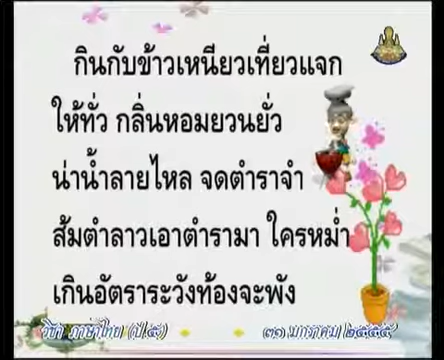 กินกับข้าวเหนียวเที่ยวแจก
ให้ทั่ว กลิ่นหอมยวนยั่ว
น่าน้ำลายไหล จดตำราจำ
ส้มตำลาวเอาตำรามา ใครหม่ำ
เกินอัตราระวังท้องจะพัง
วิชา ภาษาไทย (ป.๕) ๓๑ มกราคม ๒๕๕๕